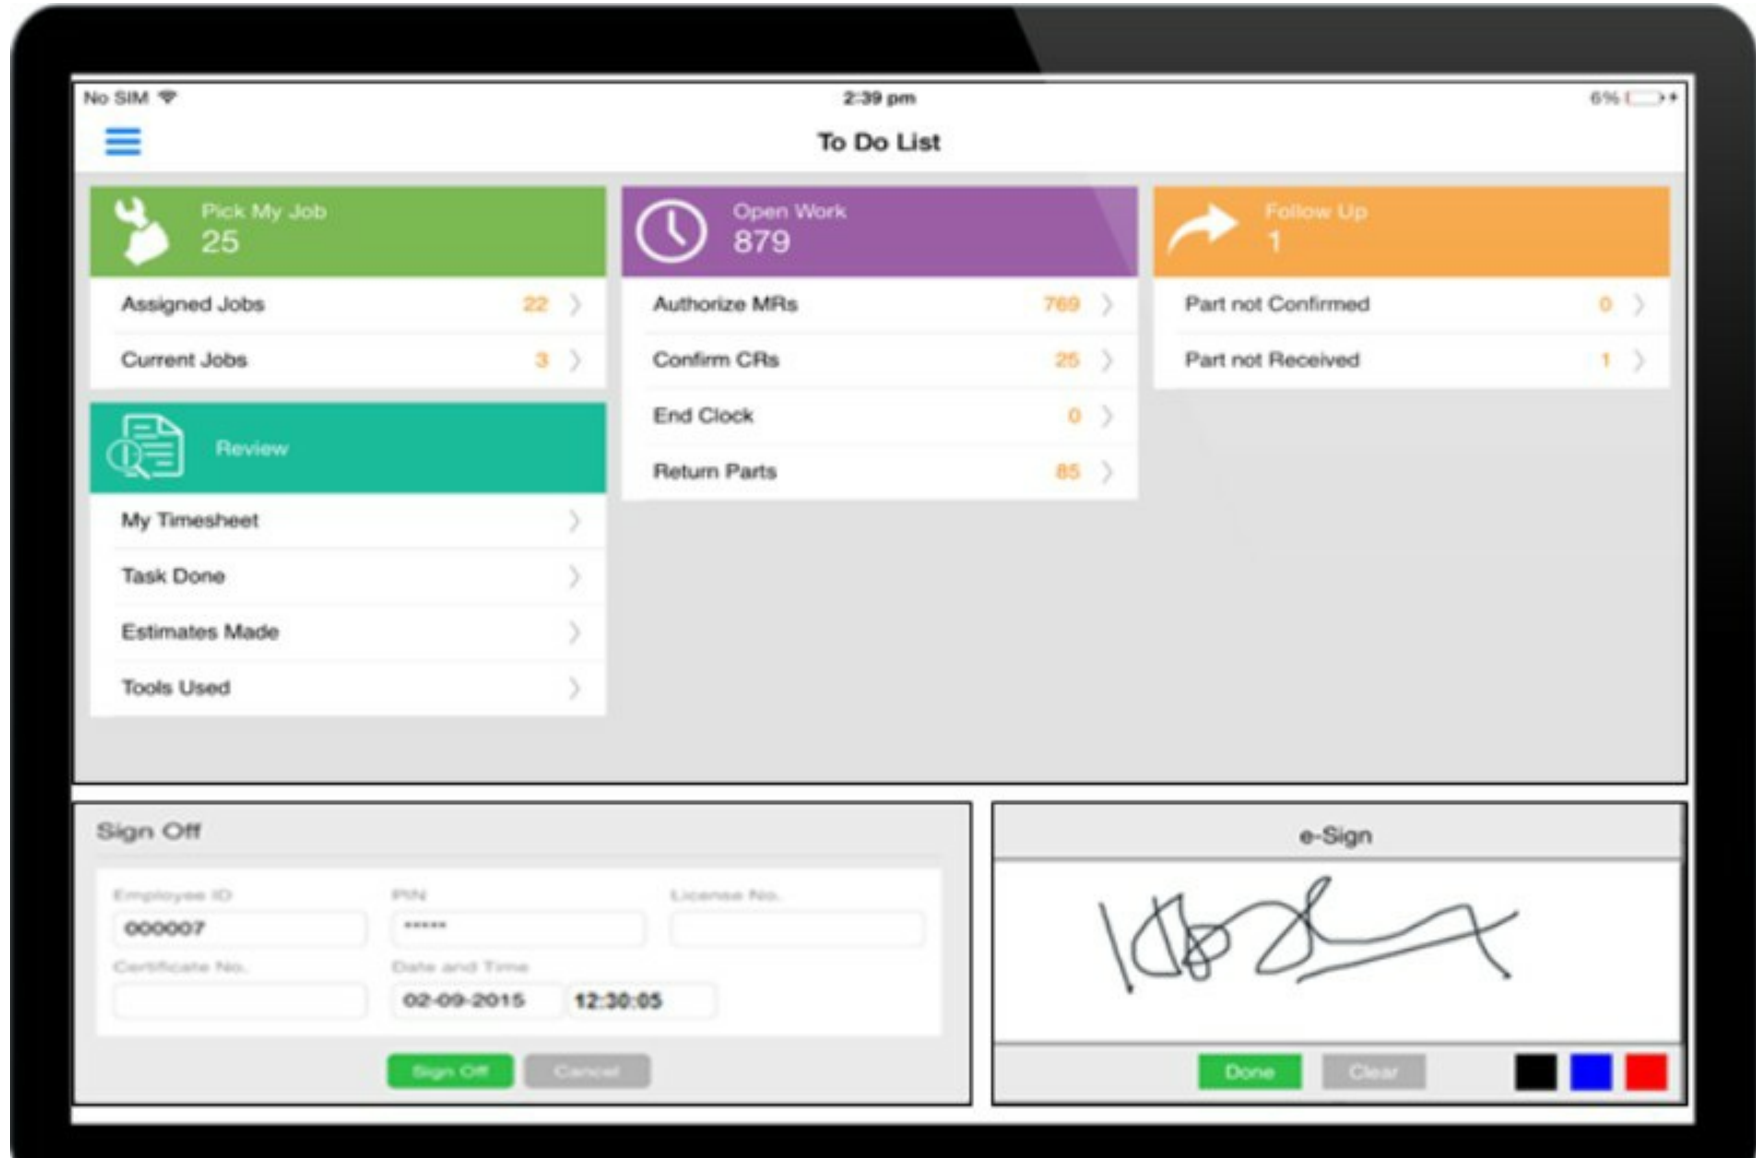 No SIM 2:39 pm 6%
To Do List
Pick My Job
25
Assigned Jobs 22
Current Jobs 3
Review
My Timesheet
Task Done
Estimates Made
Tools Used
Open Work
879
Authorize MRs 769
Confirm CRs 25
End Clock 0
Return Parts 85
Follow Up
1
Part not Confirmed 0
Part not Received 1
Sign Off
Employee ID PIN License No.
000007 *****
Certificate No. Date and Time
02-09-2015 12:30:05
Sign Off Cancel
e-Sign
Done Clear